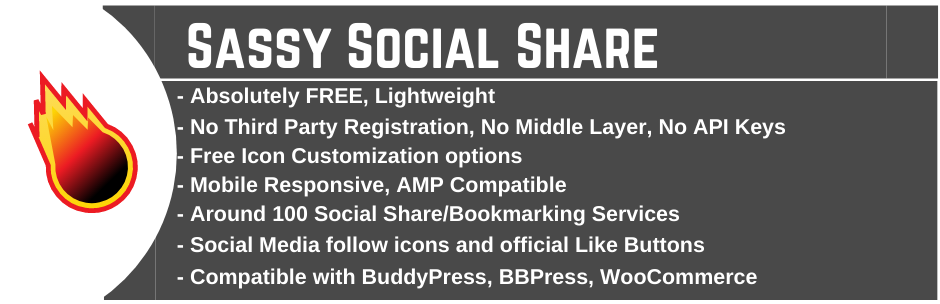 Sassy Social Share
- Absolutely FREE, Lightweight
- No Third Party Registration, No Middle Layer, No API Keys
- Free Icon Customization options
- Mobile Responsive, AMP Compatible
- Around 100 Social Share/Bookmarking Services
- Social Media follow icons and official Like Buttons
- Compatible with BuddyPress, BBPress, WooCommerce